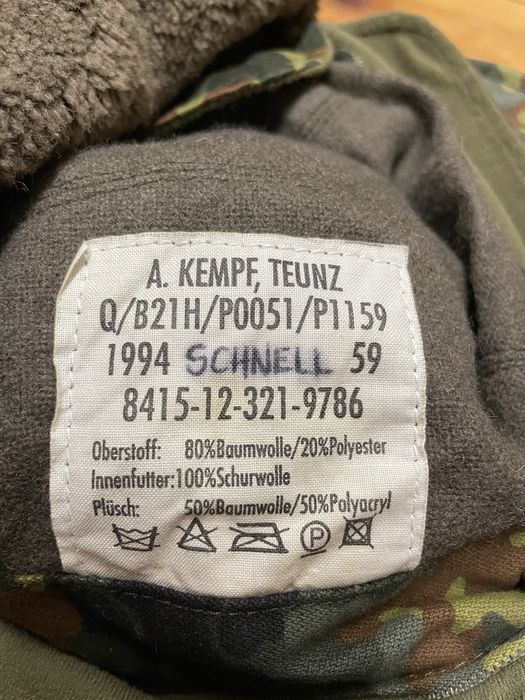 A. KEMPF, TEUNZ
Q/B21H/P0051/P1159
1994 SCHNELL 59
8415-12-321-9786
Oberstoff: 80%Baumwolle/20%Polyester
Innenfutter:100%Schurwolle
Plüsch: 50%Baumwolle/50%Polyacryl
P